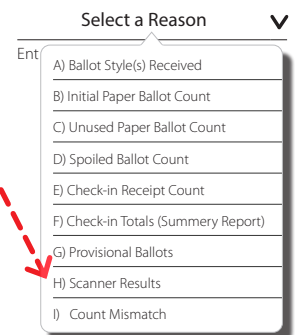 Select a Reason
Ent
A) Ballot Style(s) Received
B) Initial Paper Ballot Count
C) Unused Paper Ballot Count
D) Spoiled Ballot Count
E) Check-in Receipt Count
F) Check-in Totals (Summery Report)
G) Provisional Ballots
H) Scanner Results
I) Count Mismatch